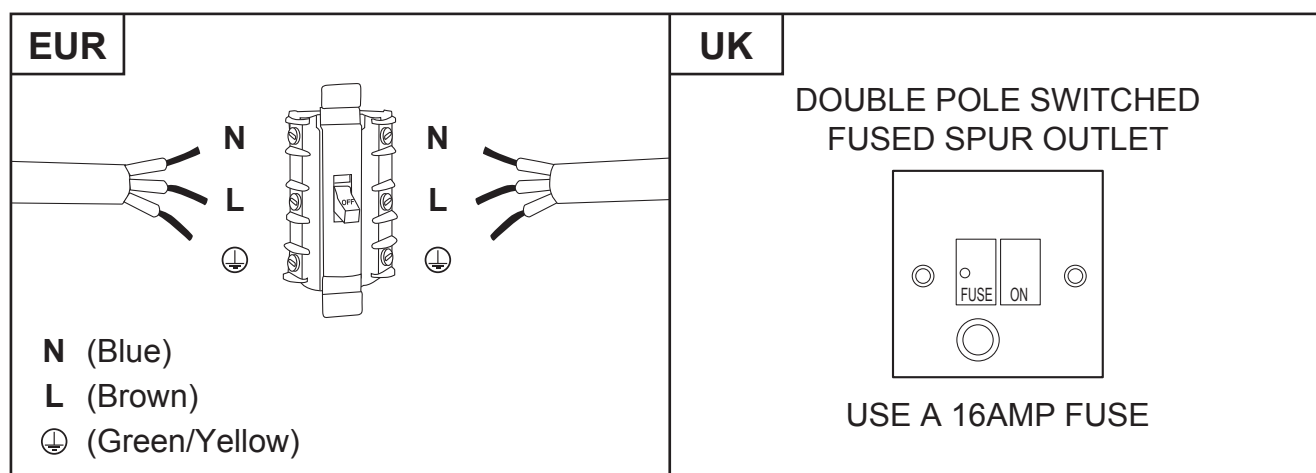 EUR
N
L
N
L
OFF
N (Blue)
L (Brown)
(Green/Yellow)
UK
DOUBLE POLE SWITCHED
FUSED SPUR OUTLET
FUSE ON
USE A 16AMP FUSE